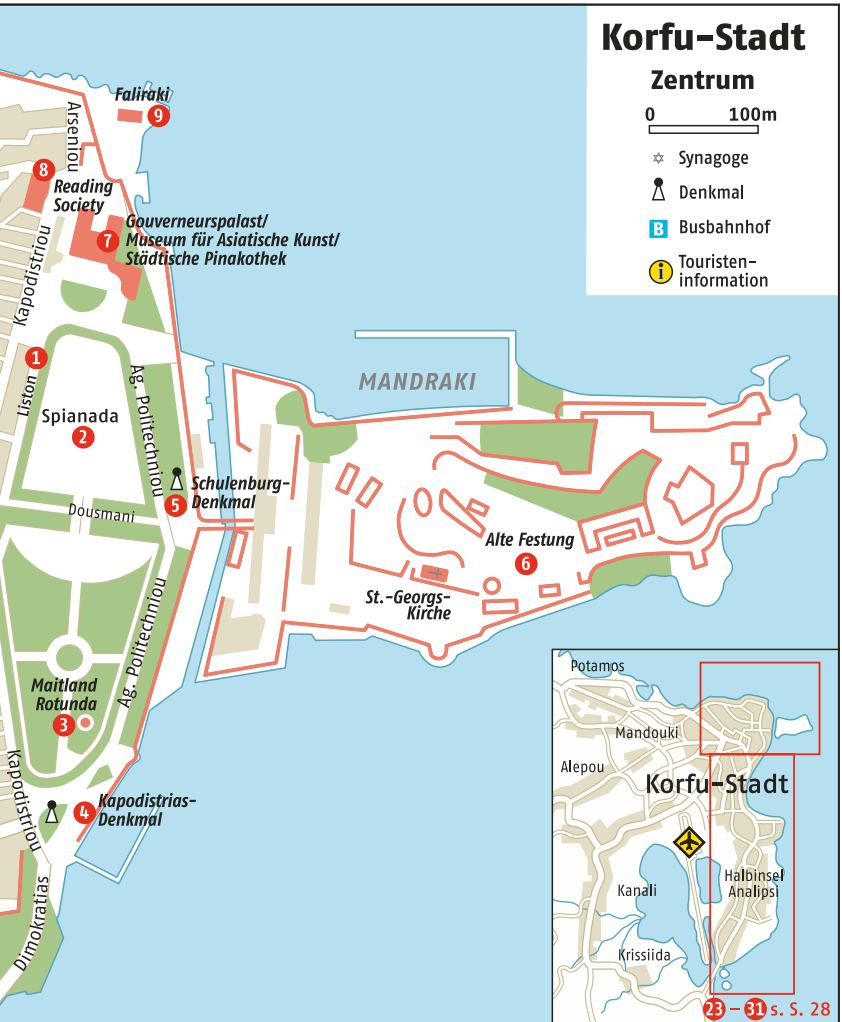 Korfu-Stadt
Zentrum
0 100m
Synagoge
Denkmal
B Busbahnhof
i Touristen-
information
Faliraki
9
Arseniou
8
Reading
Society
Gouverneurspalast/
7 Museum für Asiatische Kunst/
Städtische Pinakothek
Kapodistriou
1
Liston
Spianada
2
Ag. Politechniou
MANDRAKI
Schulenburg-
5 Denkmal
Dousmani
Alte Festung
6
St.-Georgs-
Kirche
Ag. Politechniou
Maitland
Rotunda
3
Kapodistriou
4 Kapodistrias-
Denkmal
Dimokratias
Potamos
Mandouki
Alepou
Korfu-Stadt
Halbinsel
Analipsi
Kanali
Krissiida
23 – 31 s. S. 28